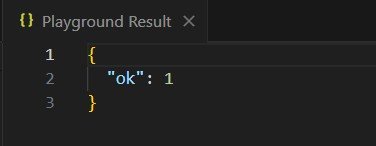 {} Playground Result ×
1 {
2 "ok": 1
3 }